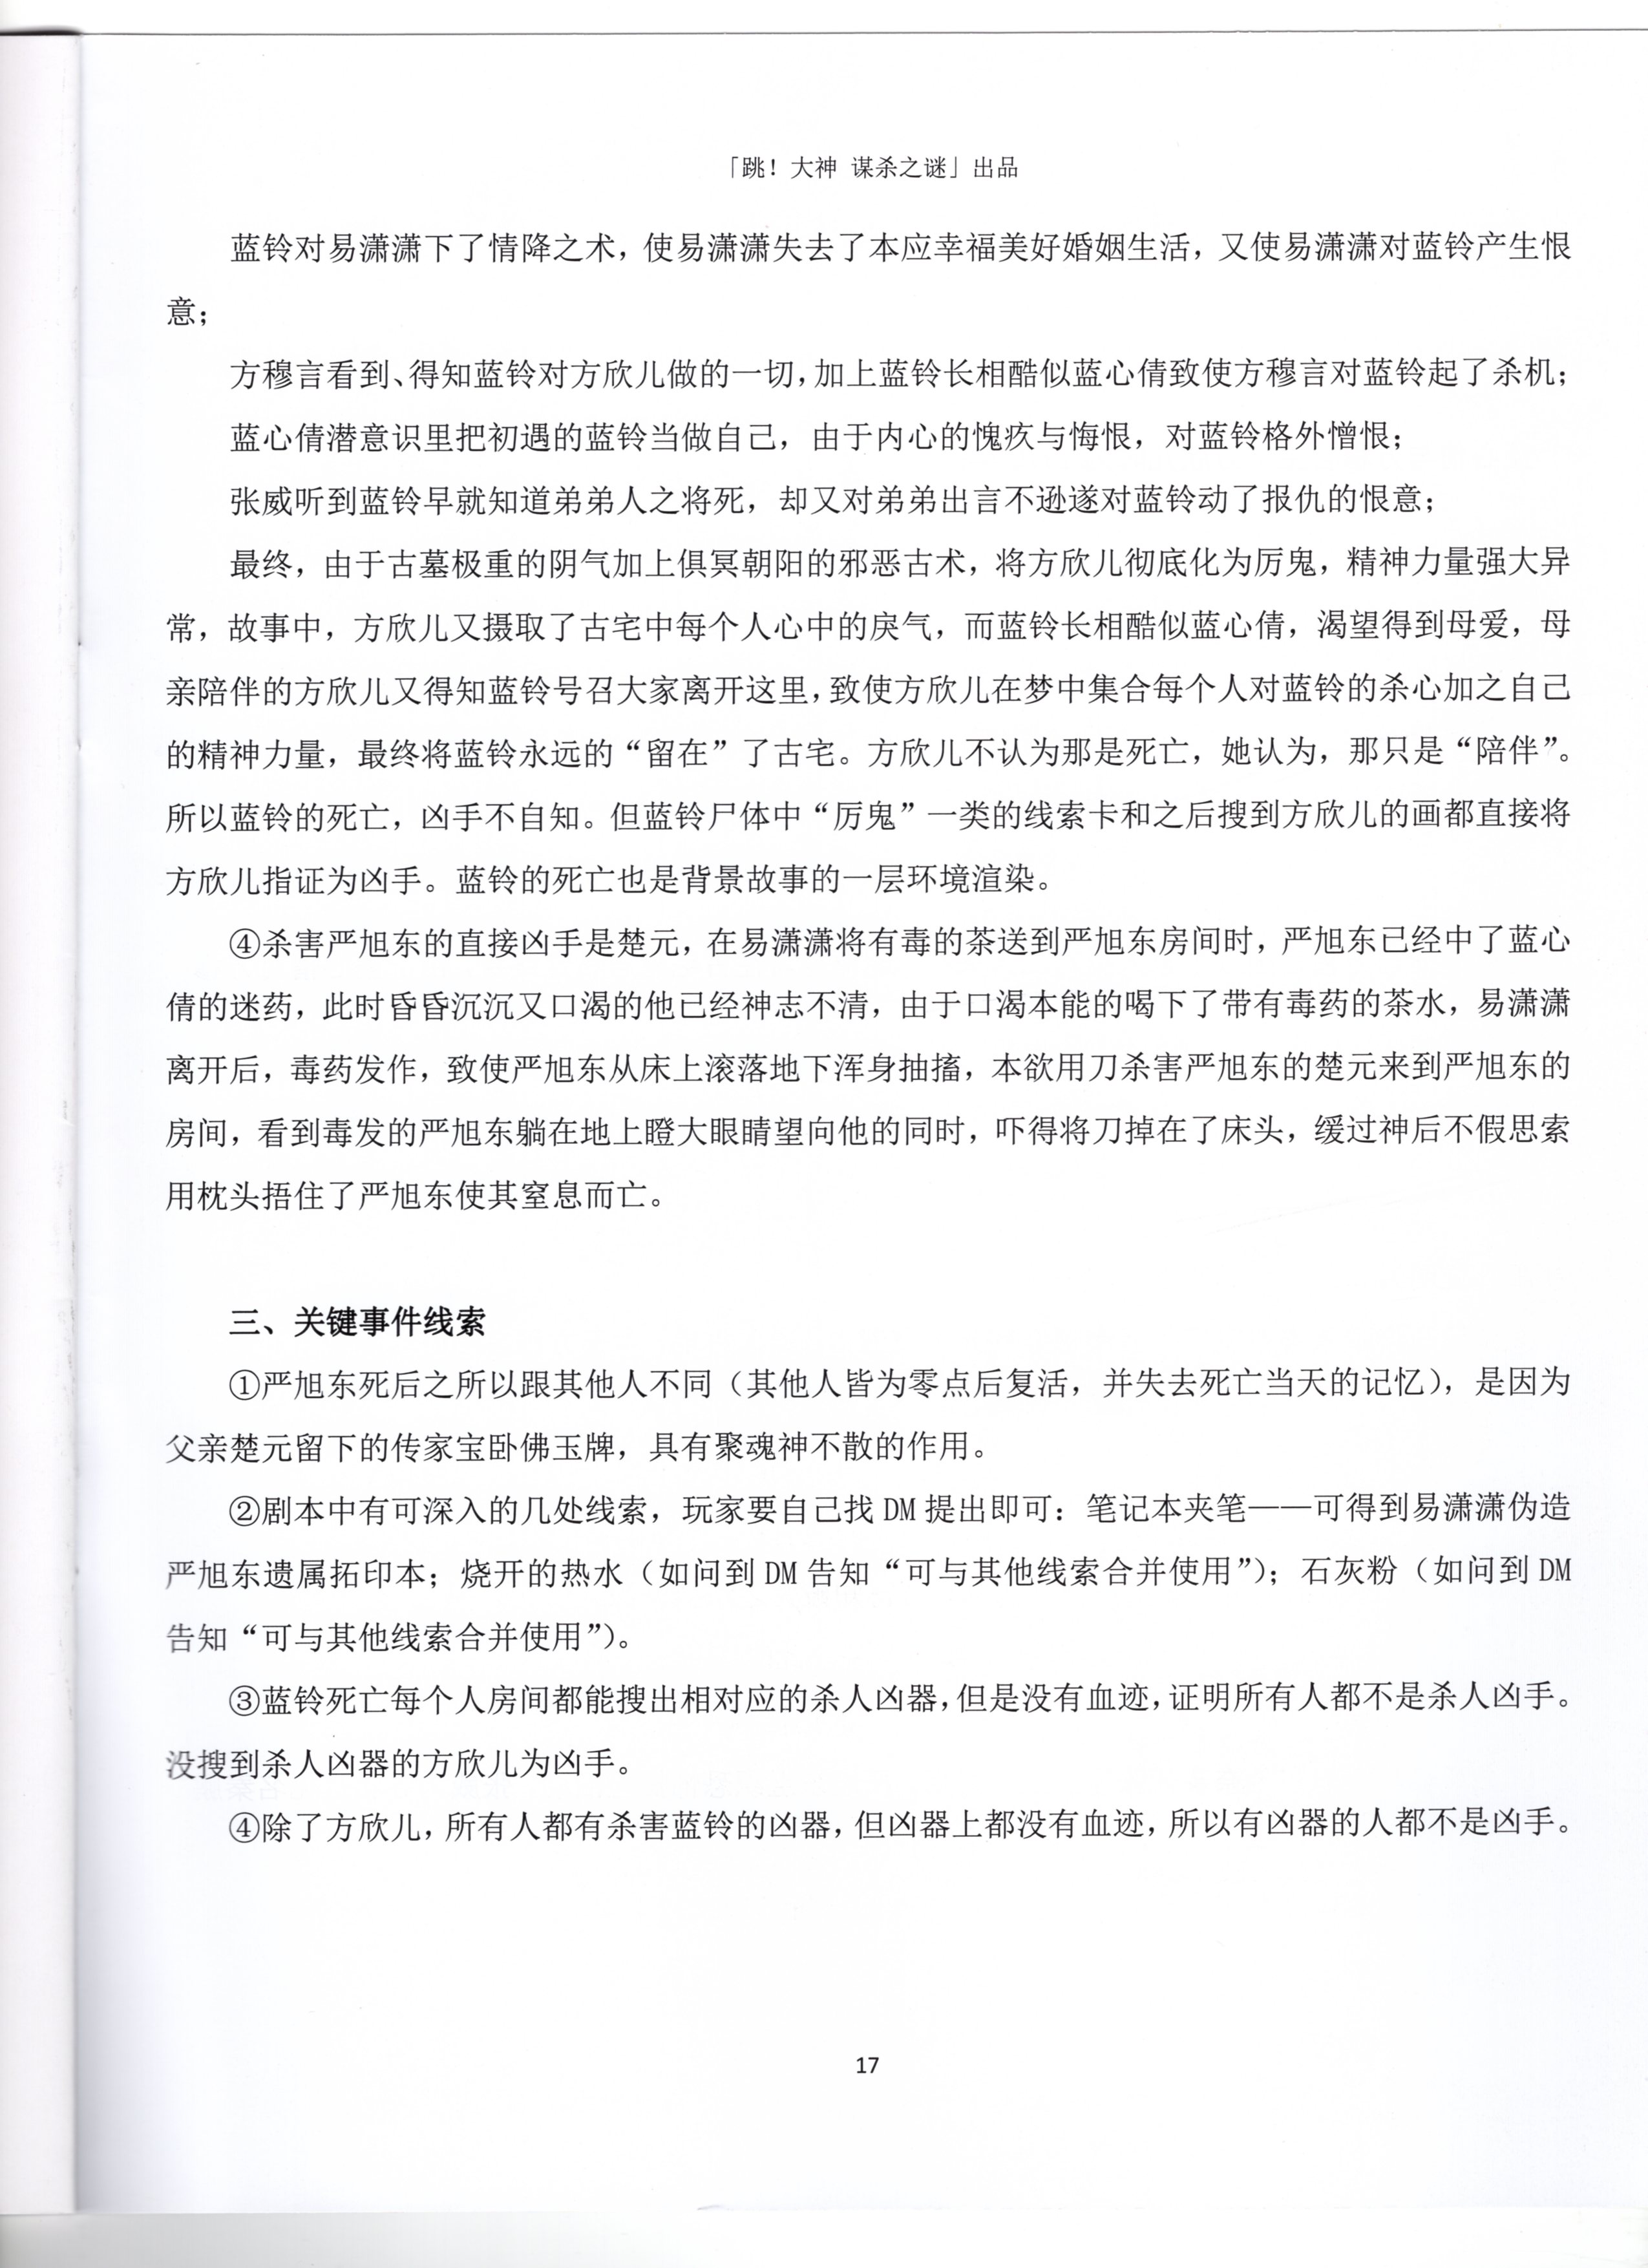 「跳！大神 谋杀之谜」出品
蓝铃对易潇潇下了情降之术，使易潇潇失去了本应幸福美好婚姻生活，又使易潇潇对蓝铃产生恨
意；
方穆言看到、得知蓝铃对方欣儿做的一切，加上蓝铃长相酷似蓝心倩致使方穆言对蓝铃起了杀机；
蓝心倩潜意识里把初遇的蓝铃当做自己，由于内心的愧疚与悔恨，对蓝铃格外憎恨；
张威听到蓝铃早就知道弟弟人之将死，却又对弟弟出言不逊遂对蓝铃动了报仇的恨意；
最终，由于古墓极重的阴气加上俱冥朝阳的邪恶古术，将方欣儿彻底化为厉鬼，精神力量强大异
常，故事中，方欣儿又摄取了古宅中每个人心中的戾气，而蓝铃长相酷似蓝心倩，渴望得到母爱，母
亲陪伴的方欣儿又得知蓝铃号召大家离开这里，致使方欣儿在梦中集合每个人对蓝铃的杀心加之自己
的精神力量，最终将蓝铃永远的“留在”了古宅。方欣儿不认为那是死亡，她认为，那只是“陪伴”。
所以蓝铃的死亡，凶手不自知。但蓝铃尸体中“厉鬼”一类的线索卡和之后搜到方欣儿的画都直接将
方欣儿指证为凶手。蓝铃的死亡也是背景故事的一层环境渲染。
④杀害严旭东的直接凶手是楚元，在易潇潇将有毒的茶送到严旭东房间时，严旭东已经中了蓝心
倩的迷药，此时昏昏沉沉又口渴的他已经神志不清，由于口渴本能的喝下了带有毒药的茶水，易潇潇
离开后，毒药发作，致使严旭东从床上滚落地下浑身抽搐，本欲用刀杀害严旭东的楚元来到严旭东的
房间，看到毒发的严旭东躺在地上瞪大眼睛望向他的同时，吓得将刀掉在了床头，缓过神后不假思索
用枕头捂住了严旭东使其窒息而亡。
三、关键事件线索
①严旭东死后之所以跟其他人不同（其他人皆为零点后复活，并失去死亡当天的记忆），是因为
父亲楚元留下的传家宝卧佛玉牌，具有聚魂神不散的作用。
②剧本中有可深入的几处线索，玩家要自己找 DM 提出即可：笔记本夹笔——可得到易潇潇伪造
严旭东遗属拓印本；烧开的热水（如问到 DM 告知“可与其他线索合并使用”）；石灰粉（如问到 DM
告知“可与其他线索合并使用”）。
③蓝铃死亡每个人房间都能搜出相对应的杀人凶器，但是没有血迹，证明所有人都不是杀人凶手。
没搜到杀人凶器的方欣儿为凶手。
④除了方欣儿，所有人都有杀害蓝铃的凶器，但凶器上都没有血迹，所以有凶器的人都不是凶手。
17